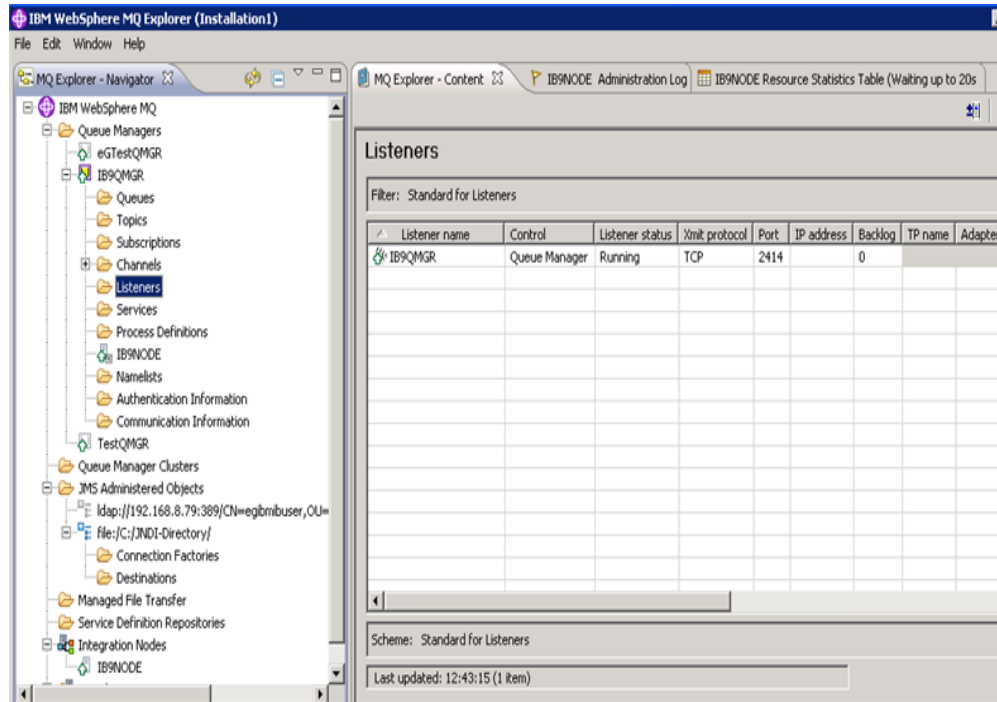 IBM WebSphere MQ Explorer (Installation1)
File Edit Window Help
MQ Explorer - Navigator
IBM WebSphere MQ
Queue Managers
eGTestQMGR
IB9QMGR
Queues
Topics
Subscriptions
Channels
Listeners
Services
Process Definitions
IB9NODE
Namelists
Authentication Information
Communication Information
TestQMGR
Queue Manager Clusters
JMS Administered Objects
ldap://192.168.8.79:389/CN=egibmibuser,OU=
file:/C:/JNDI-Directory/
Connection Factories
Destinations
Managed File Transfer
Service Definition Repositories
Integration Nodes
IB9NODE
MQ Explorer - Content IB9NODE Administration Log IB9NODE Resource Statistics Table (Waiting up to 20s
Listeners
Filter: Standard for Listeners
Listener name Control Listener status Xmit protocol Port IP address Backlog TP name Adapte
IB9QMGR Queue Manager Running TCP 2414 0
Scheme: Standard for Listeners
Last updated: 12:43:15 (1 item)